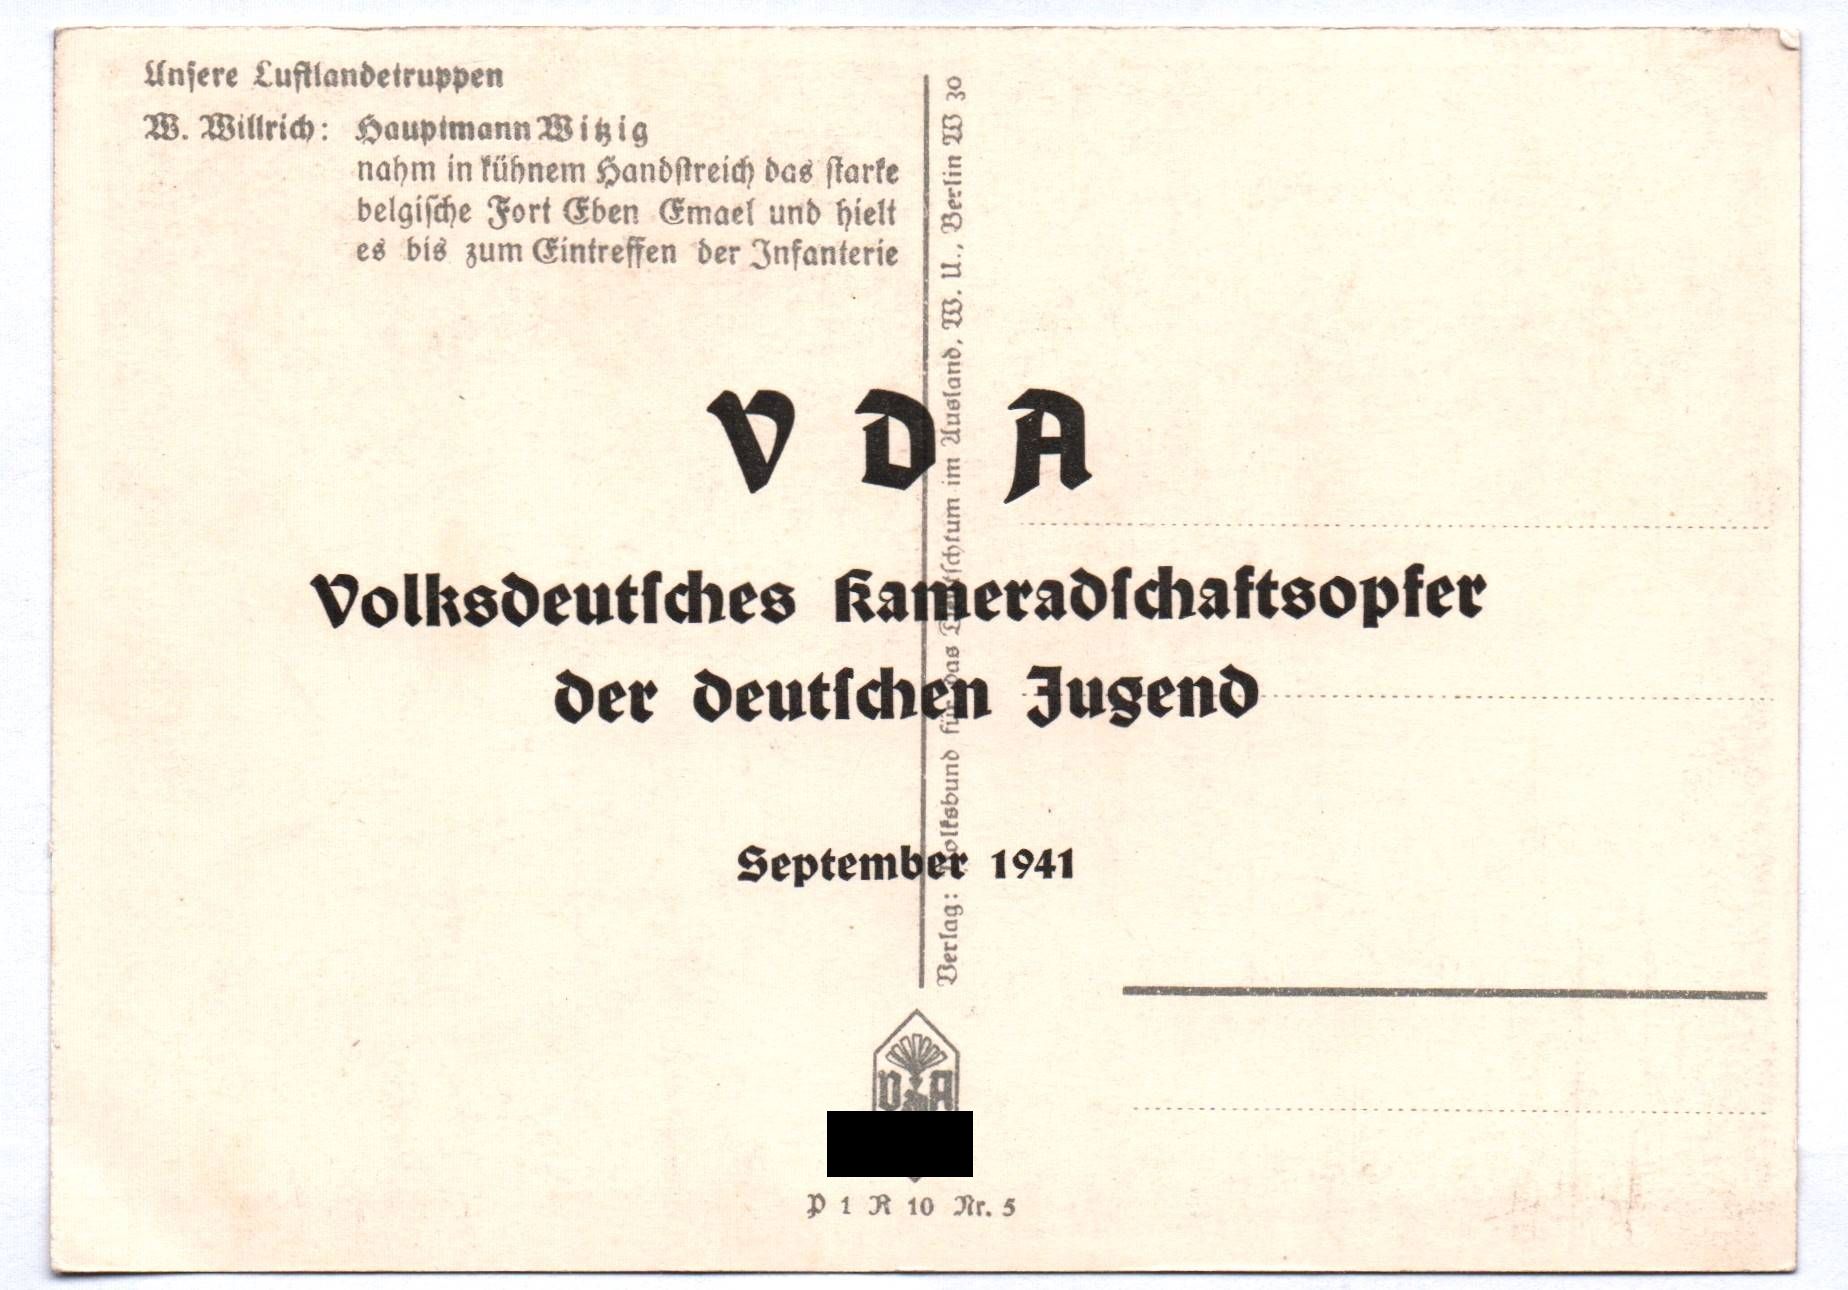 Unsere Luftlandetruppen
W. Willrich: Hauptmann Witzig
nahm in kühnem Handstreich das starke
belgische Fort Eben Emael und hielt
es bis zum Eintreffen der Infanterie
Verlag: Volksbund für das Deutschtum im Ausland, W. U., Berlin W 30
VDA
Volksdeutsches Kameradschaftsopfer
der deutschen Jugend
September 1941
VDA
P 1 R 10 Nr. 5